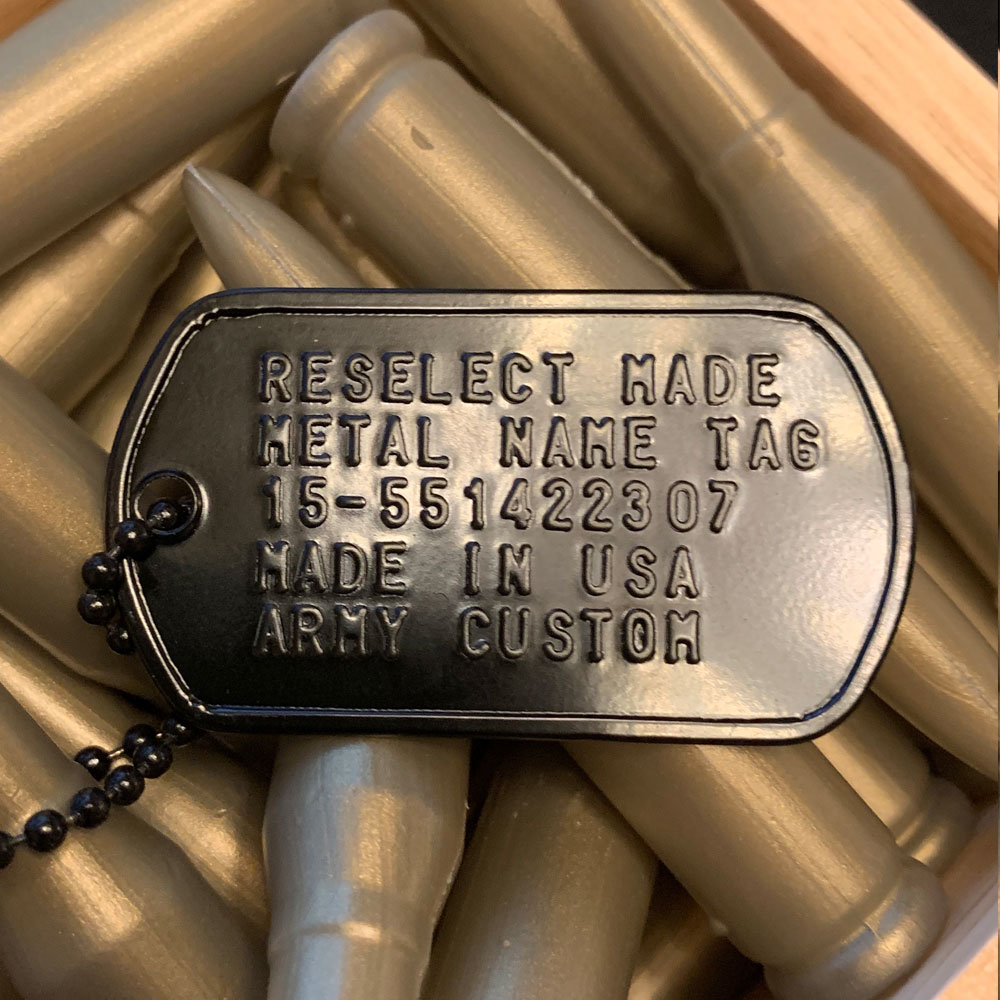 RESELECT MADE
METAL NAME TAG
15-551422307
MADE IN USA
ARMY CUSTOM